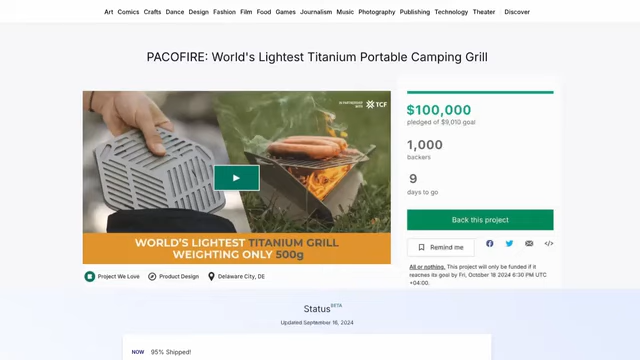 Art Comics Crafts Dance Design Fashion Film Food Games Journalism Music Photography Publishing Technology Theater Discover
PACOFIRE: World's Lightest Titanium Portable Camping Grill
TCF
WORLD'S LIGHTEST TITANIUM GRILL
WEIGHTING ONLY 500g
Project We Love Product Design Delaware City, DE
$100,000
pledged of $9,010 goal
1,000
backers
9
days to go
Back this project
Remind me
All or nothing. This project will only be funded if it
reaches its goal by Fri, October 18 2024 6:30 PM UTC
+04:00.
Status BETA
Updated September 16, 2024
NOW 95% Shipped!